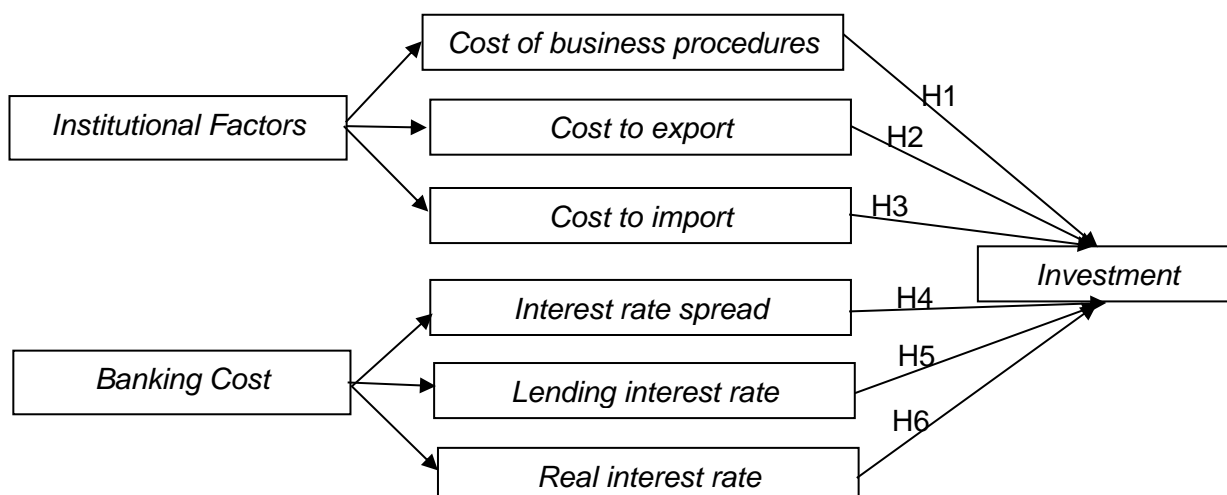 Cost of business procedures
H1
Institutional Factors
Cost to export
H2
Cost to import
H3
Investment
Interest rate spread
H4
Banking Cost
Lending interest rate
H5
Real interest rate
H6